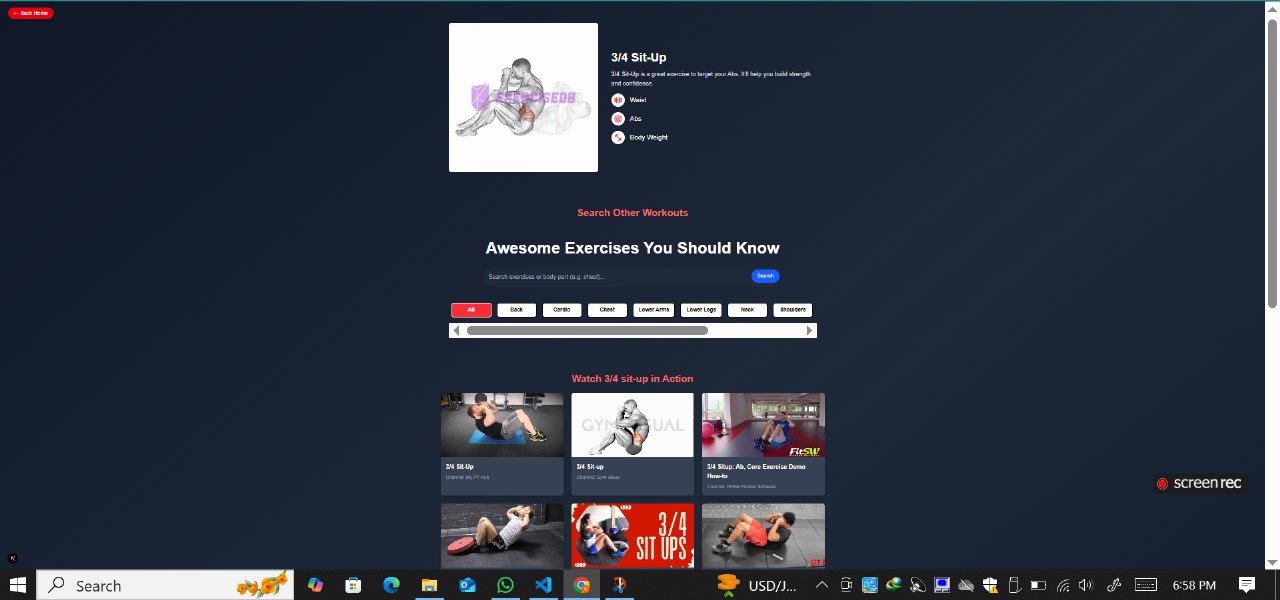 ← Back Home
EXERCISEDB
3/4 Sit-Up
3/4 Sit-Up is a great exercise to target your Abs. It'll help you build strength
and confidence.
Waist
Abs
Body Weight
Search Other Workouts
Awesome Exercises You Should Know
Search exercises or body part (e.g. chest)...
Search
All
Back
Cardio
Chest
Lower Arms
Lower Legs
Neck
Shoulders
Watch 3/4 sit-up in Action
FitSW
3/4 Sit-Up
Channel: My PT Hub
3/4 Sit-up
Channel: Gym visual
3/4 Situp: Ab, Core Exercise Demo
How-to
Channel: FitSW Fitness Software
3/4
SIT UPS
screenrec
N
Search
USD/J...
6:58 PM